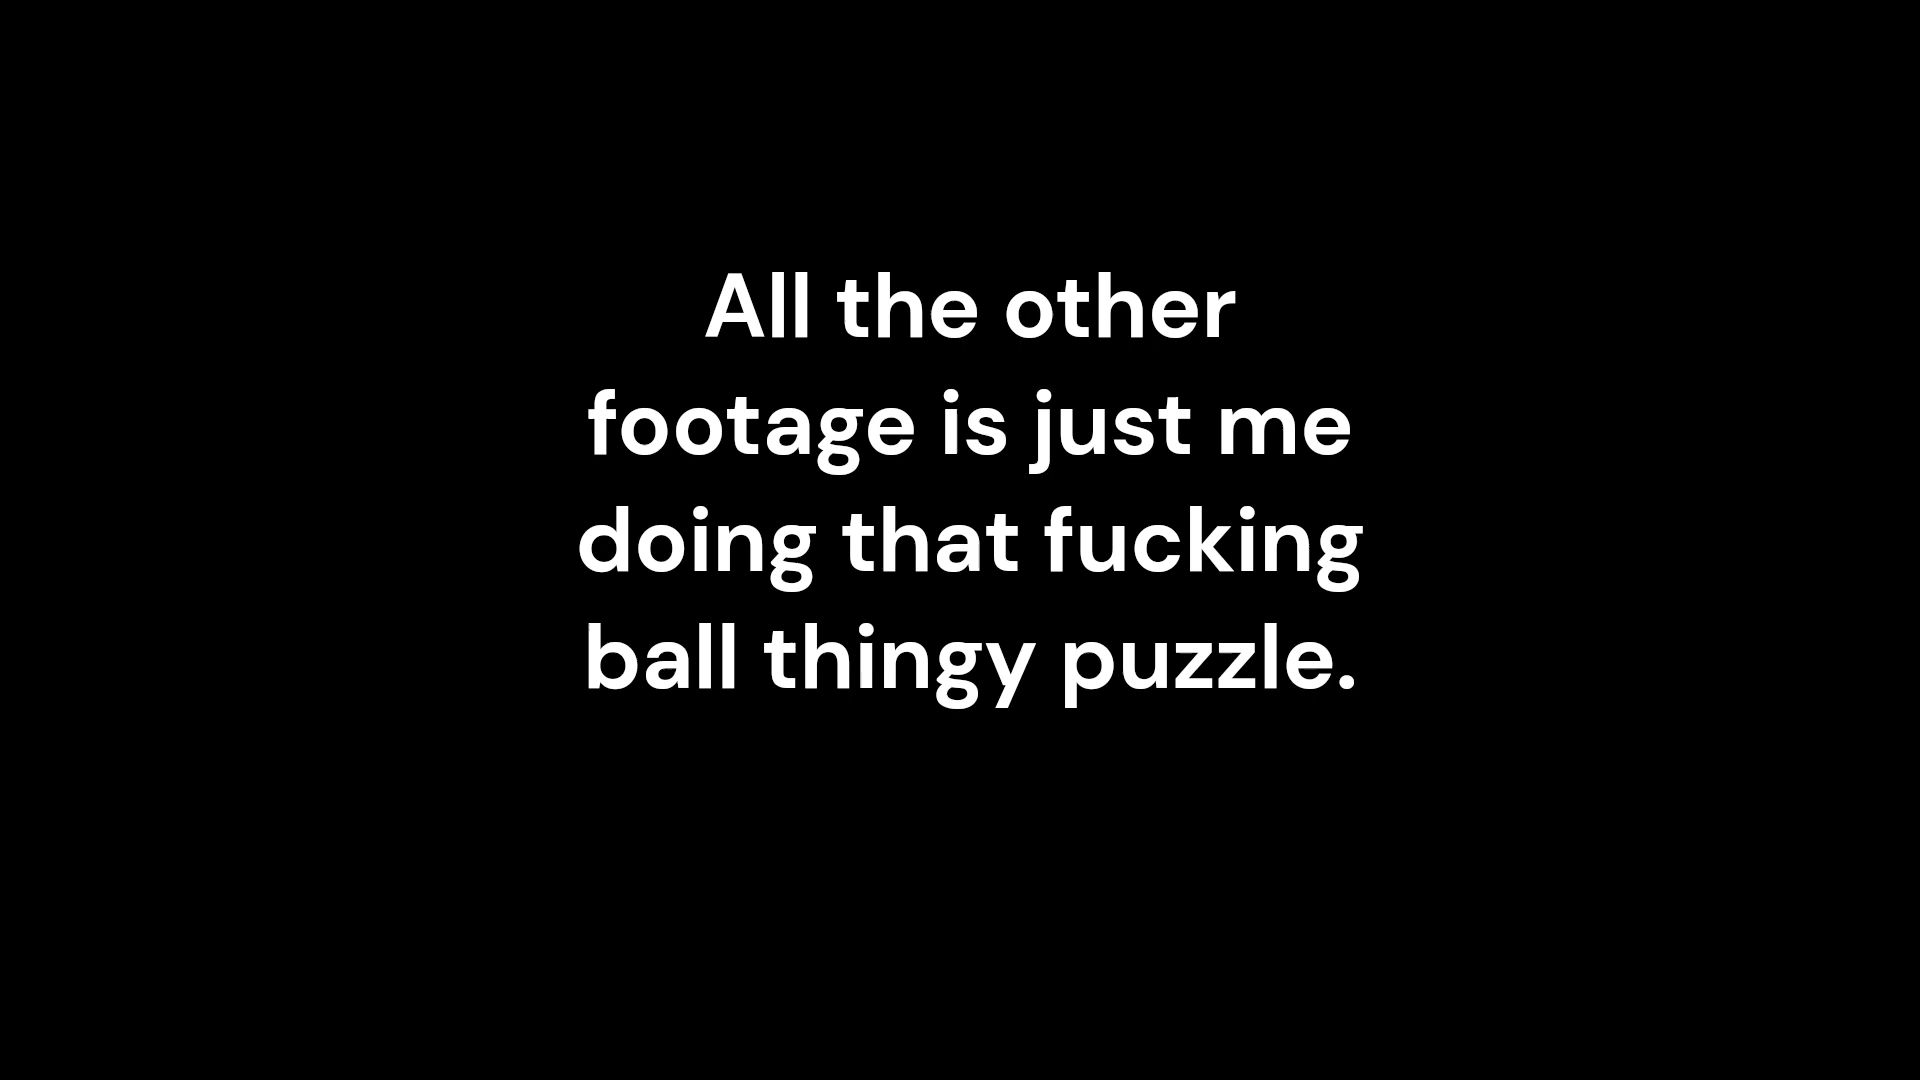 All the other
footage is just me
doing that fucking
ball thingy puzzle.